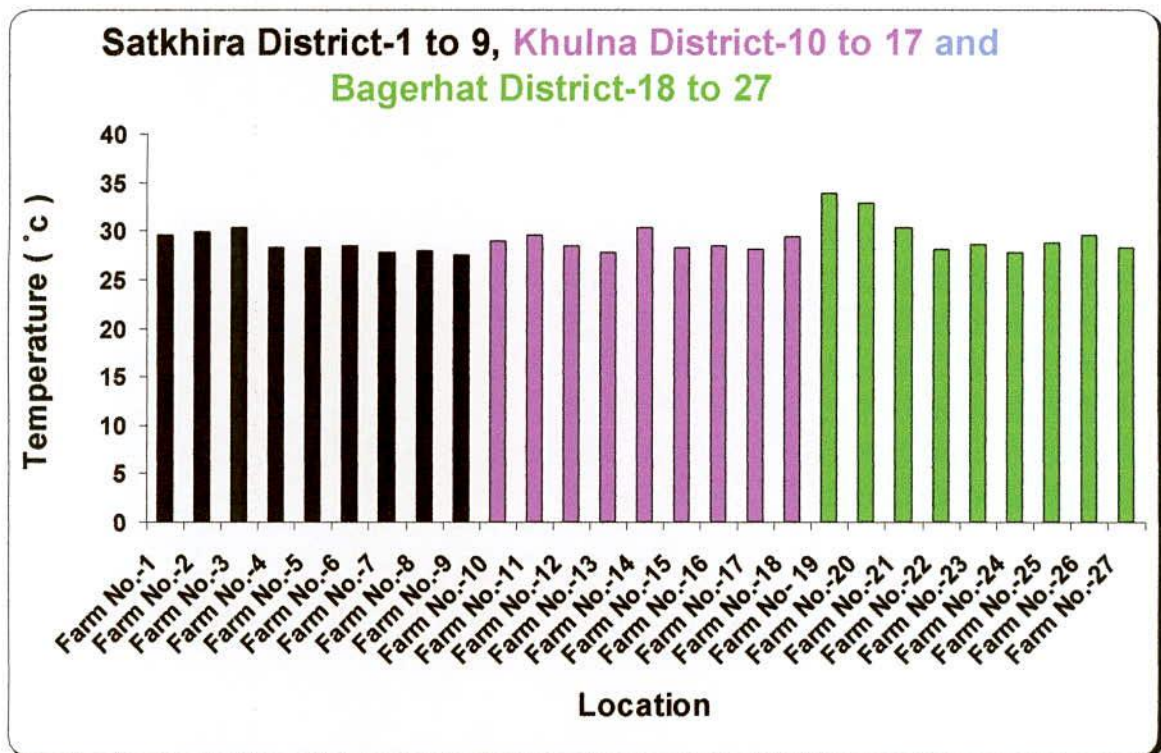 Satkhira District-1 to 9, Khulna District-10 to 17 and
Bagerhat District-18 to 27
40
35
30
25
20
15
10
5
0
Temperature ( °c )
Farm No.-1
Farm No.-2
Farm No.-3
Farm No.-4
Farm No.-5
Farm No.-6
Farm No.-7
Farm No.-8
Farm No.-9
Farm No.-10
Farm No.-11
Farm No.-12
Farm No.-13
Farm No.-14
Farm No.-15
Farm No.-16
Farm No.-17
Farm No.-18
Farm No- 19
Farm No.-20
Farm No.-21
Farm No.-22
Farm No.-23
Farm No.-24
Farm No.-25
Farm No.-26
Farm No.-27
Location